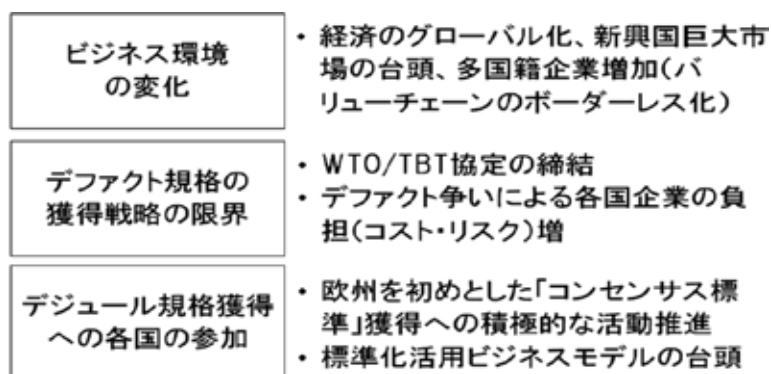 ビジネス環境
の変化
・ 経済のグローバル化、新興国巨大市
場の台頭、多国籍企業増加(バ
リューチェーンのボーダーレス化)
デファクト規格の
獲得戦略の限界
・ WTO/TBT協定の締結
・ デファクト争いによる各国企業の負
担(コスト・リスク)増
デジュール規格獲得
への各国の参加
・ 欧州を初めとした「コンセンサス標
準」獲得への積極的な活動推進
・ 標準化活用ビジネスモデルの台頭